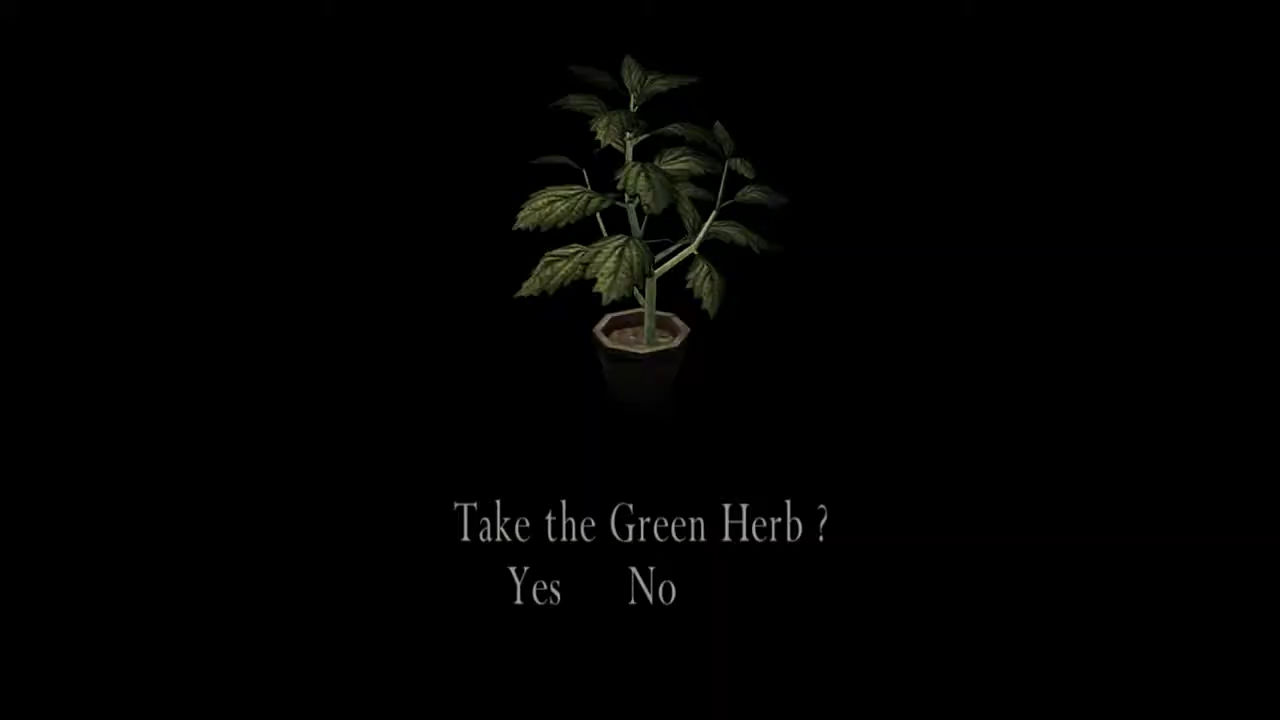 Take the Green Herb ?
Yes No